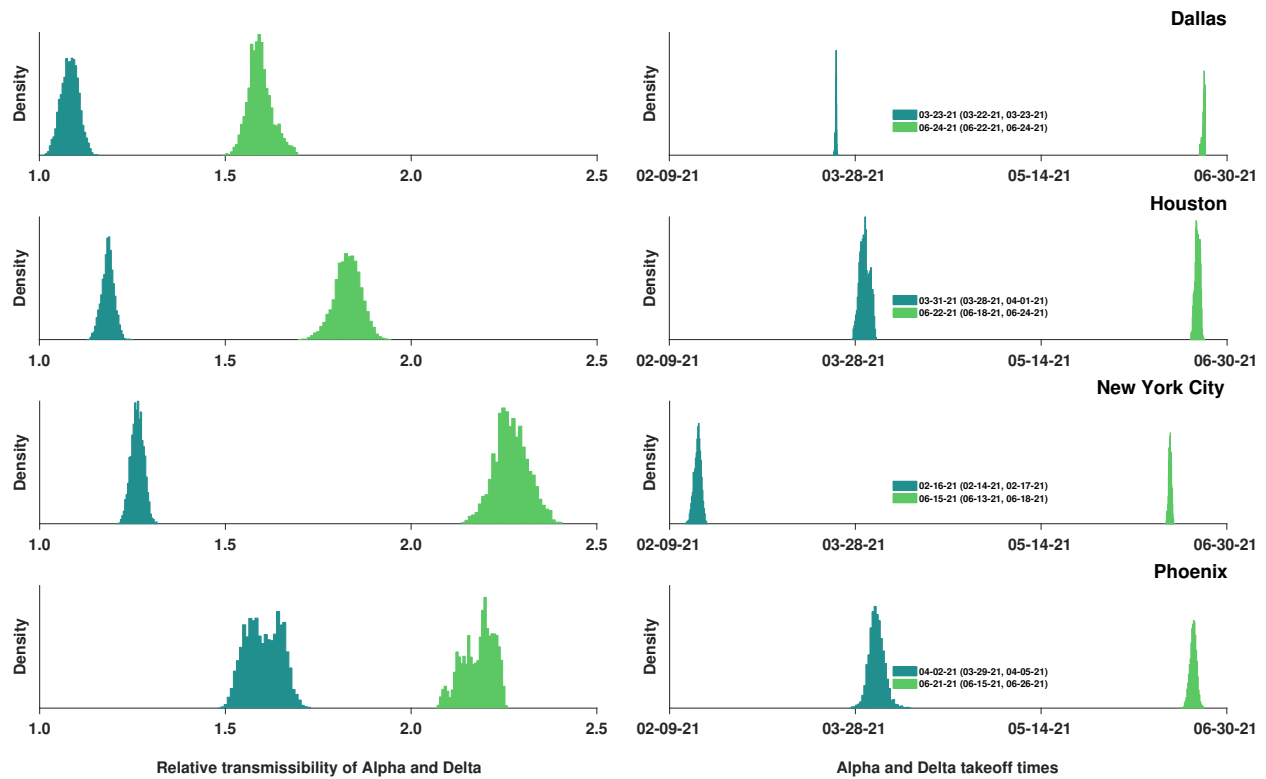 Dallas
Density
1.0 1.5 2.0 2.5
Density
03-23-21 (03-22-21, 03-23-21)
06-24-21 (06-22-21, 06-24-21)
02-09-21 03-28-21 05-14-21 06-30-21
Houston
Density
1.0 1.5 2.0 2.5
Density
03-31-21 (03-28-21, 04-01-21)
06-22-21 (06-18-21, 06-24-21)
02-09-21 03-28-21 05-14-21 06-30-21
New York City
Density
1.0 1.5 2.0 2.5
Density
02-16-21 (02-14-21, 02-17-21)
06-15-21 (06-13-21, 06-18-21)
02-09-21 03-28-21 05-14-21 06-30-21
Phoenix
Density
1.0 1.5 2.0 2.5
Density
04-02-21 (03-29-21, 04-05-21)
06-21-21 (06-15-21, 06-26-21)
02-09-21 03-28-21 05-14-21 06-30-21
Relative transmissibility of Alpha and Delta
Alpha and Delta takeoff times